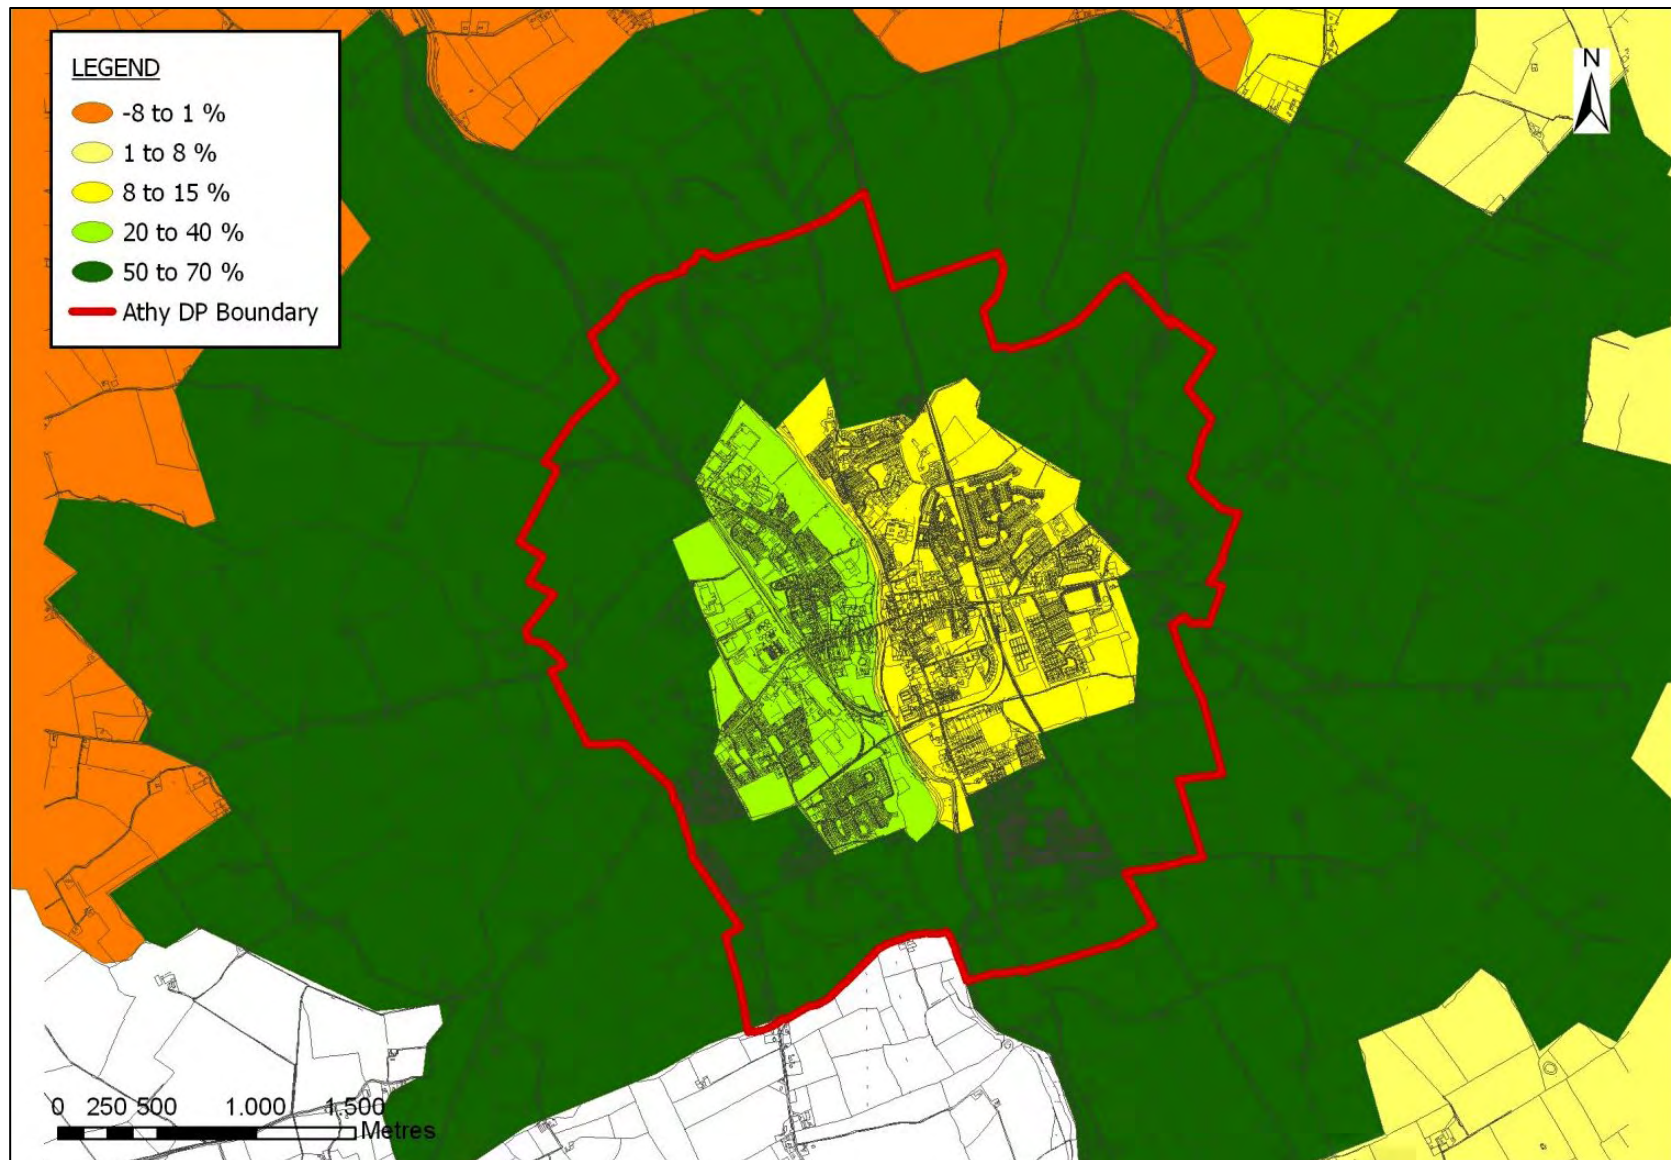 LEGEND
-8 to 1 %
1 to 8 %
8 to 15 %
20 to 40 %
50 to 70 %
Athy DP Boundary
N
0 250 500 1.000 1.500
Metres